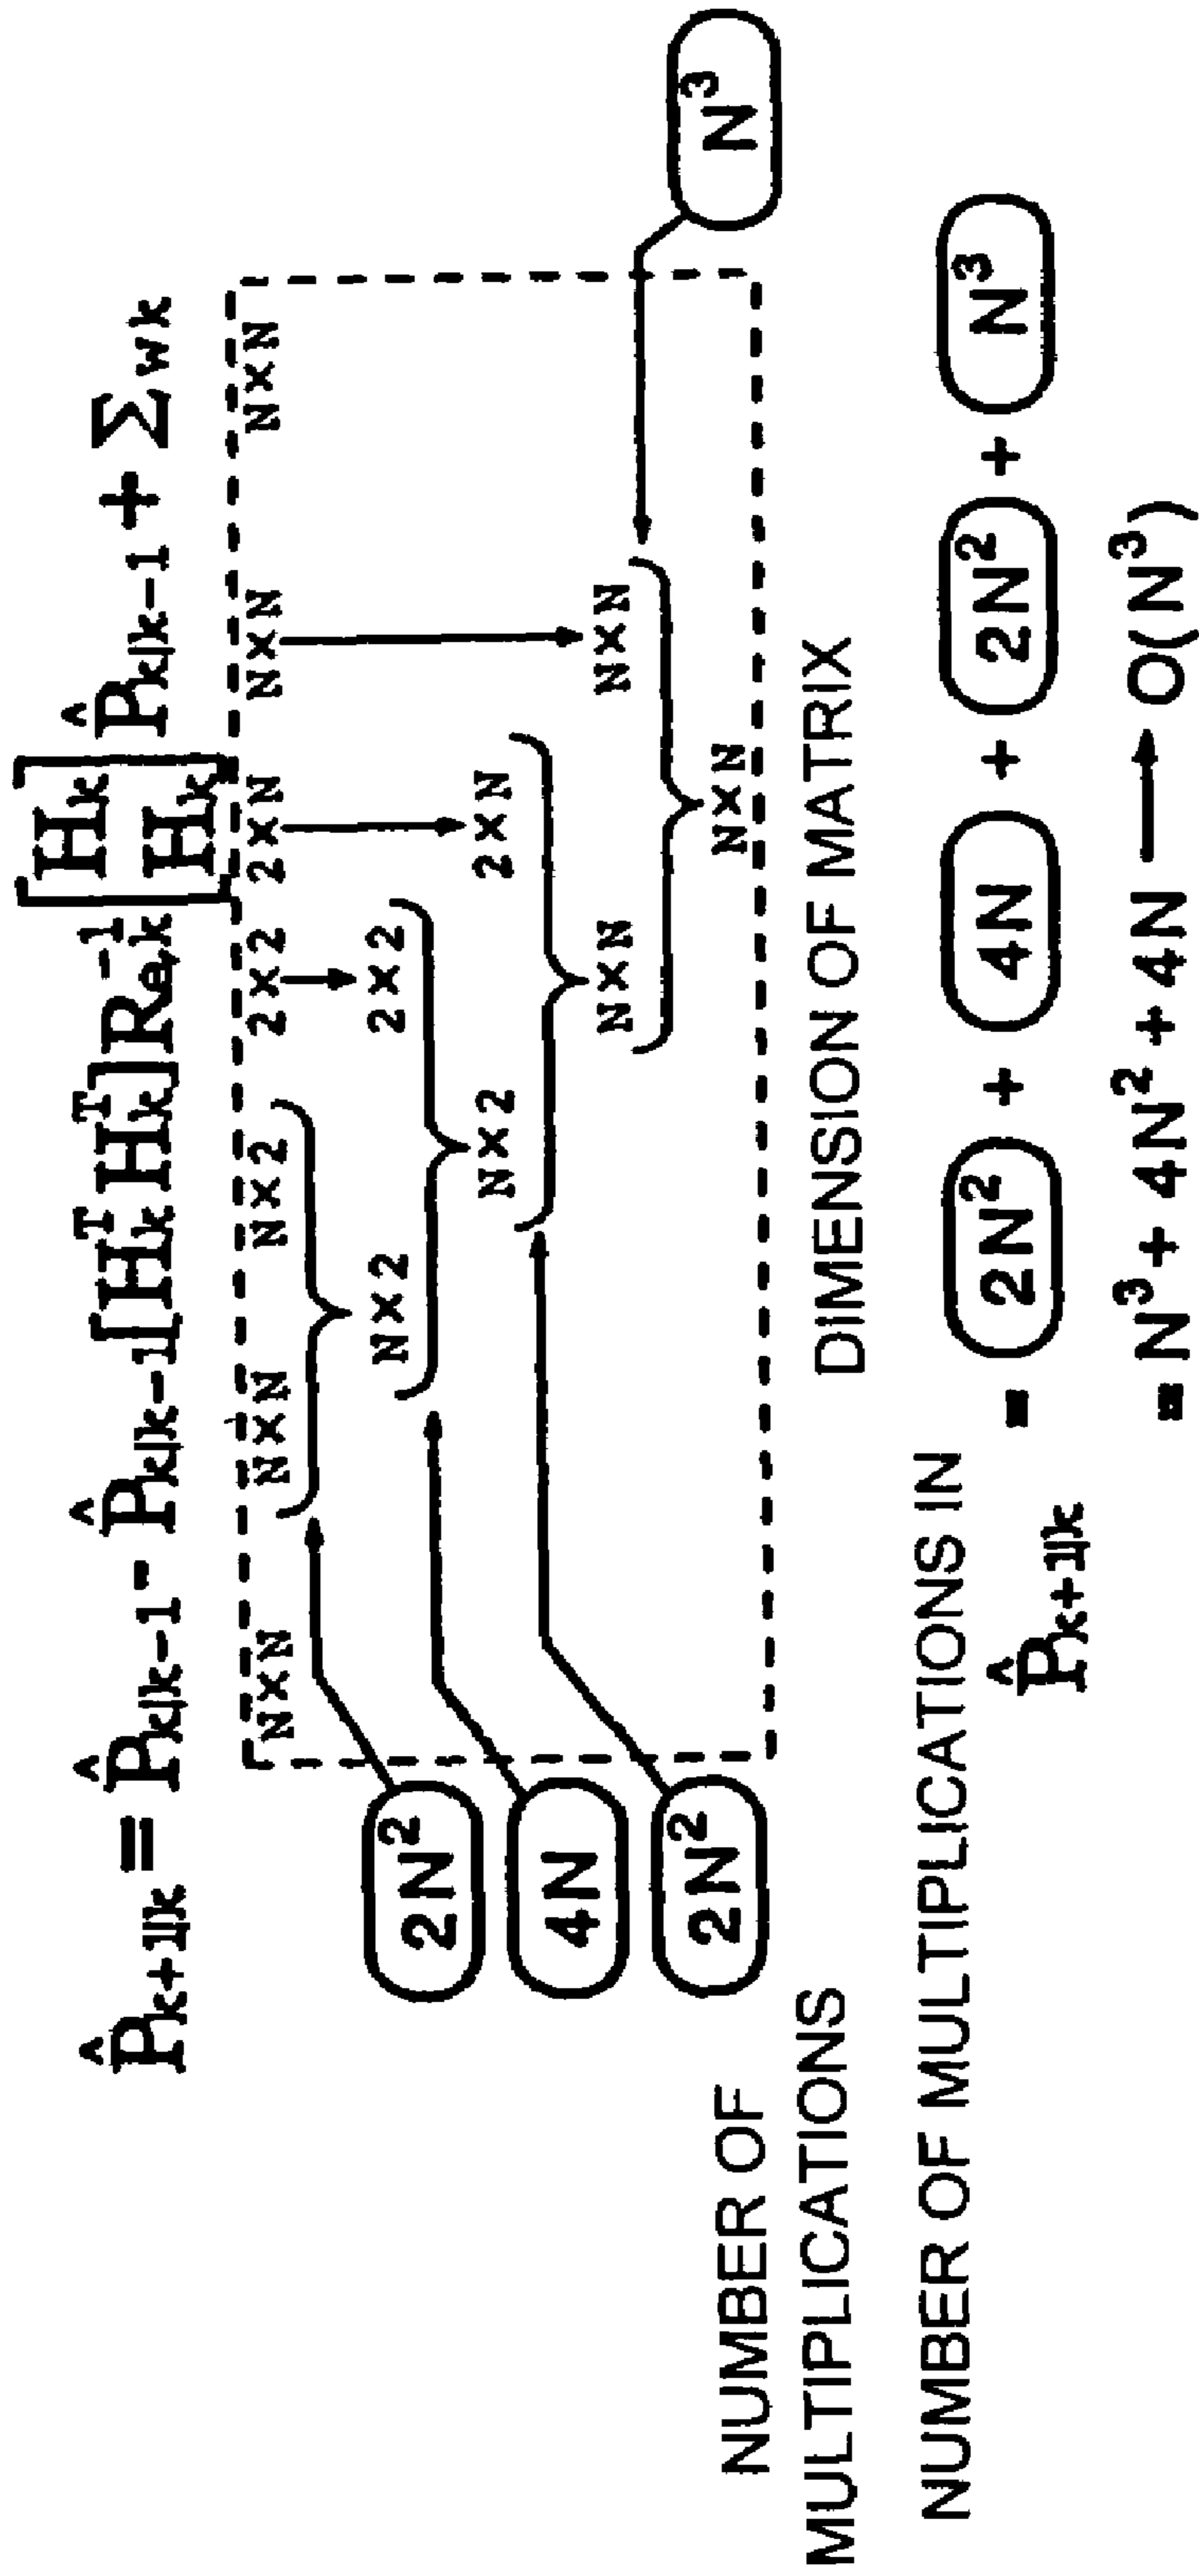 P̂k+1|k = P̂k|k−1 - P̂k|k−1[Hk^T Hk^T]Re,k^−1 [Hk Hk] P̂k|k−1 + Σwk
N×N N×N N×2 2×2 2×N N×N N×N
2N²
N×2 2×2
4N
N×2 2×N
2N²
N×N N×N
N³
N×N
NUMBER OF
MULTIPLICATIONS
DIMENSION OF MATRIX
NUMBER OF MULTIPLICATIONS IN
P̂k+1|k = 2N² + 4N + 2N² + N³
= N³ + 4N² + 4N → O(N³)